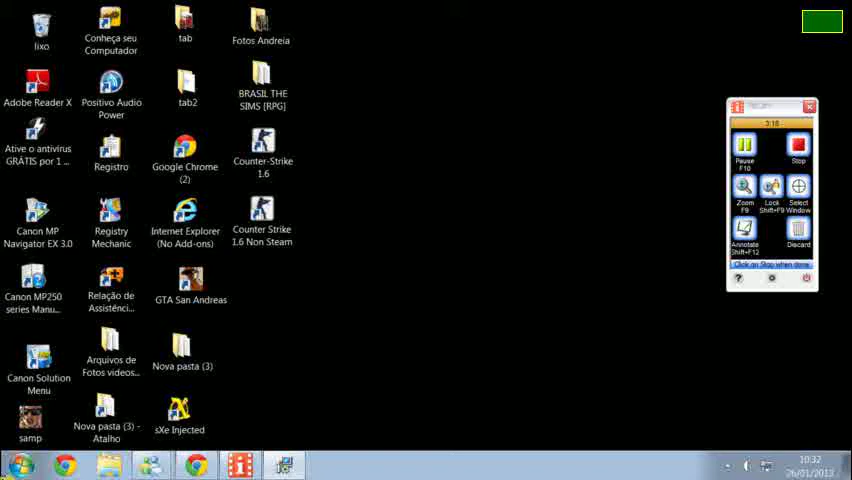 lixo
Conheça seu
Computador
tab
Fotos Andreia
Adobe Reader X
Positivo Audio
Power
tab2
BRASIL THE
SIMS [RPG]
Ative o antivirus
GRÁTIS por 1 ...
Registro
Google Chrome
(2)
Counter-Strike
1.6
Canon MP
Navigator EX 3.0
Registry
Mechanic
Internet Explorer
(No Add-ons)
Counter Strike
1.6 Non Steam
Canon MP250
series Manu...
Relação de
Assistênci...
GTA San Andreas
Canon Solution
Menu
Arquivos de
Fotos videos...
Nova pasta (3)
samp
Nova pasta (3) -
Atalho
sXe Injected
3:16
Pause
F10
Stop
Zoom
F9
Lock
Shift+F9
Select
Window
Annotate
Shift+F12
Discard
Click on Stop when done
?
10:32
26/01/2013